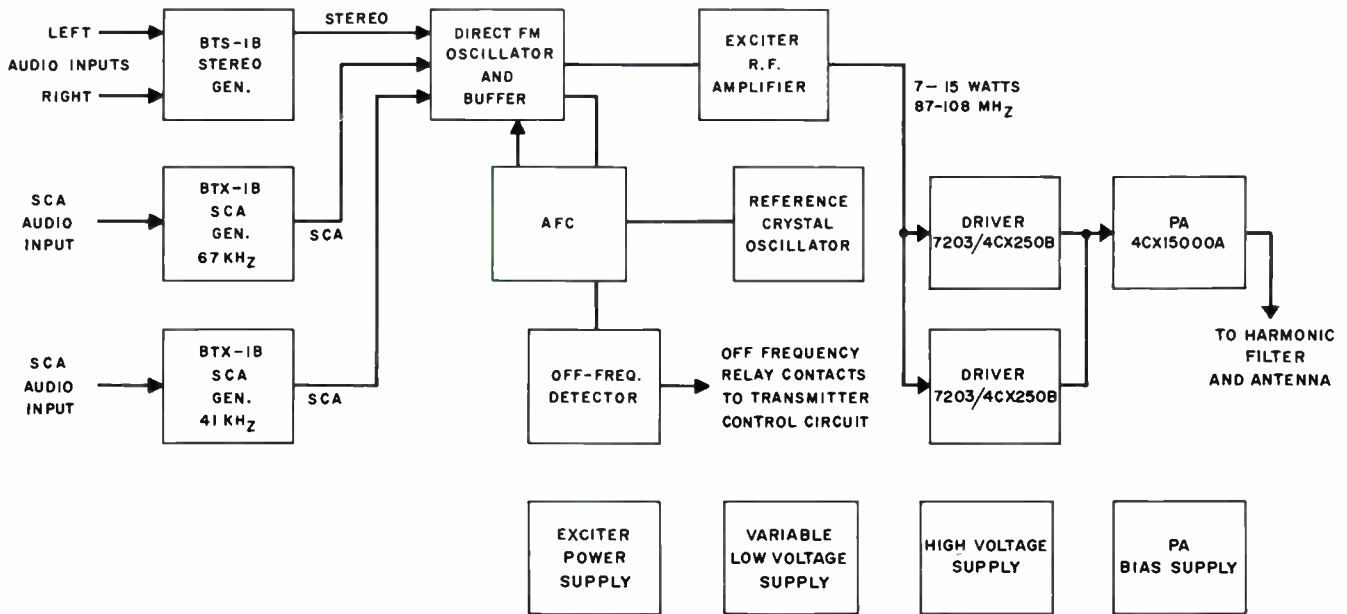 LEFT
AUDIO INPUTS
RIGHT
BTS-1B
STEREO
GEN.
STEREO
DIRECT FM
OSCILLATOR
AND
BUFFER
EXCITER
R.F.
AMPLIFIER
7-15 WATTS
87-108 MHZ
SCA
AUDIO
INPUT
BTX-1B
SCA
GEN.
67 KHZ
SCA
AFC
REFERENCE
CRYSTAL
OSCILLATOR
DRIVER
7203/4CX250B
PA
4CX15000A
TO HARMONIC
FILTER
AND ANTENNA
SCA
AUDIO
INPUT
BTX-1B
SCA
GEN.
41 KHZ
SCA
OFF-FREQ.
DETECTOR
OFF FREQUENCY
RELAY CONTACTS
TO TRANSMITTER
CONTROL CIRCUIT
DRIVER
7203/4CX250B
EXCITER
POWER
SUPPLY
VARIABLE
LOW VOLTAGE
SUPPLY
HIGH VOLTAGE
SUPPLY
PA
BIAS SUPPLY